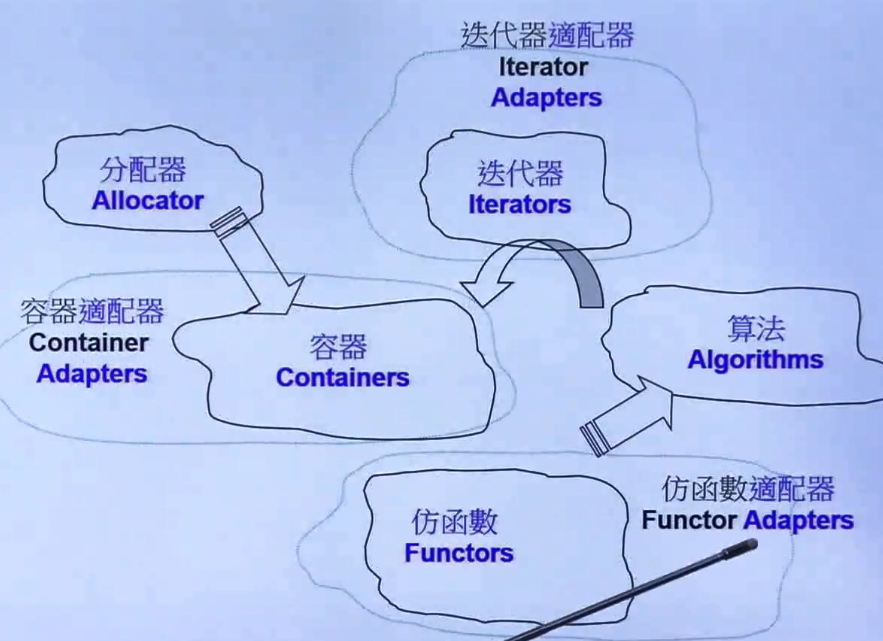 迭代器適配器
Iterator
Adapters
分配器
Allocator
迭代器
Iterators
容器適配器
Container
Adapters
容器
Containers
算法
Algorithms
仿函數
Functors
仿函數適配器
Functor Adapters